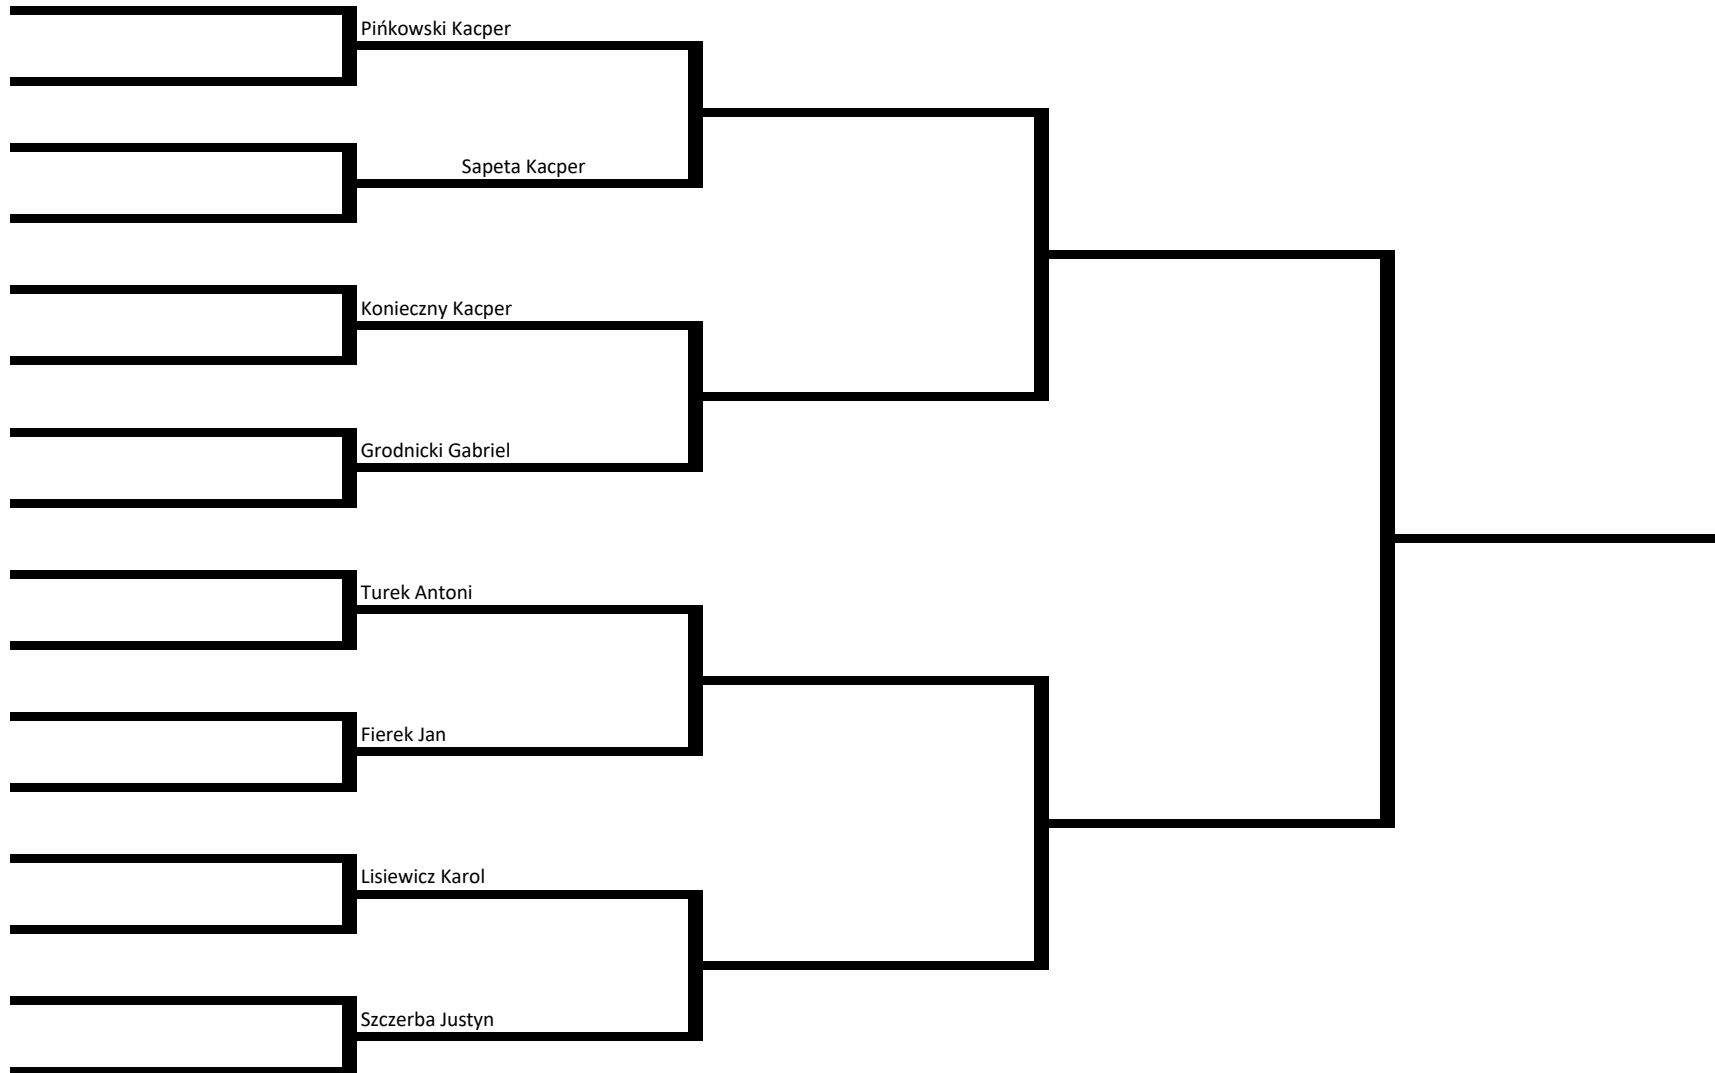 Pińkowski Kacper
Sapeta Kacper
Konieczny Kacper
Grodnicki Gabriel
Turek Antoni
Fierek Jan
Lisiewicz Karol
Szczerba Justyn